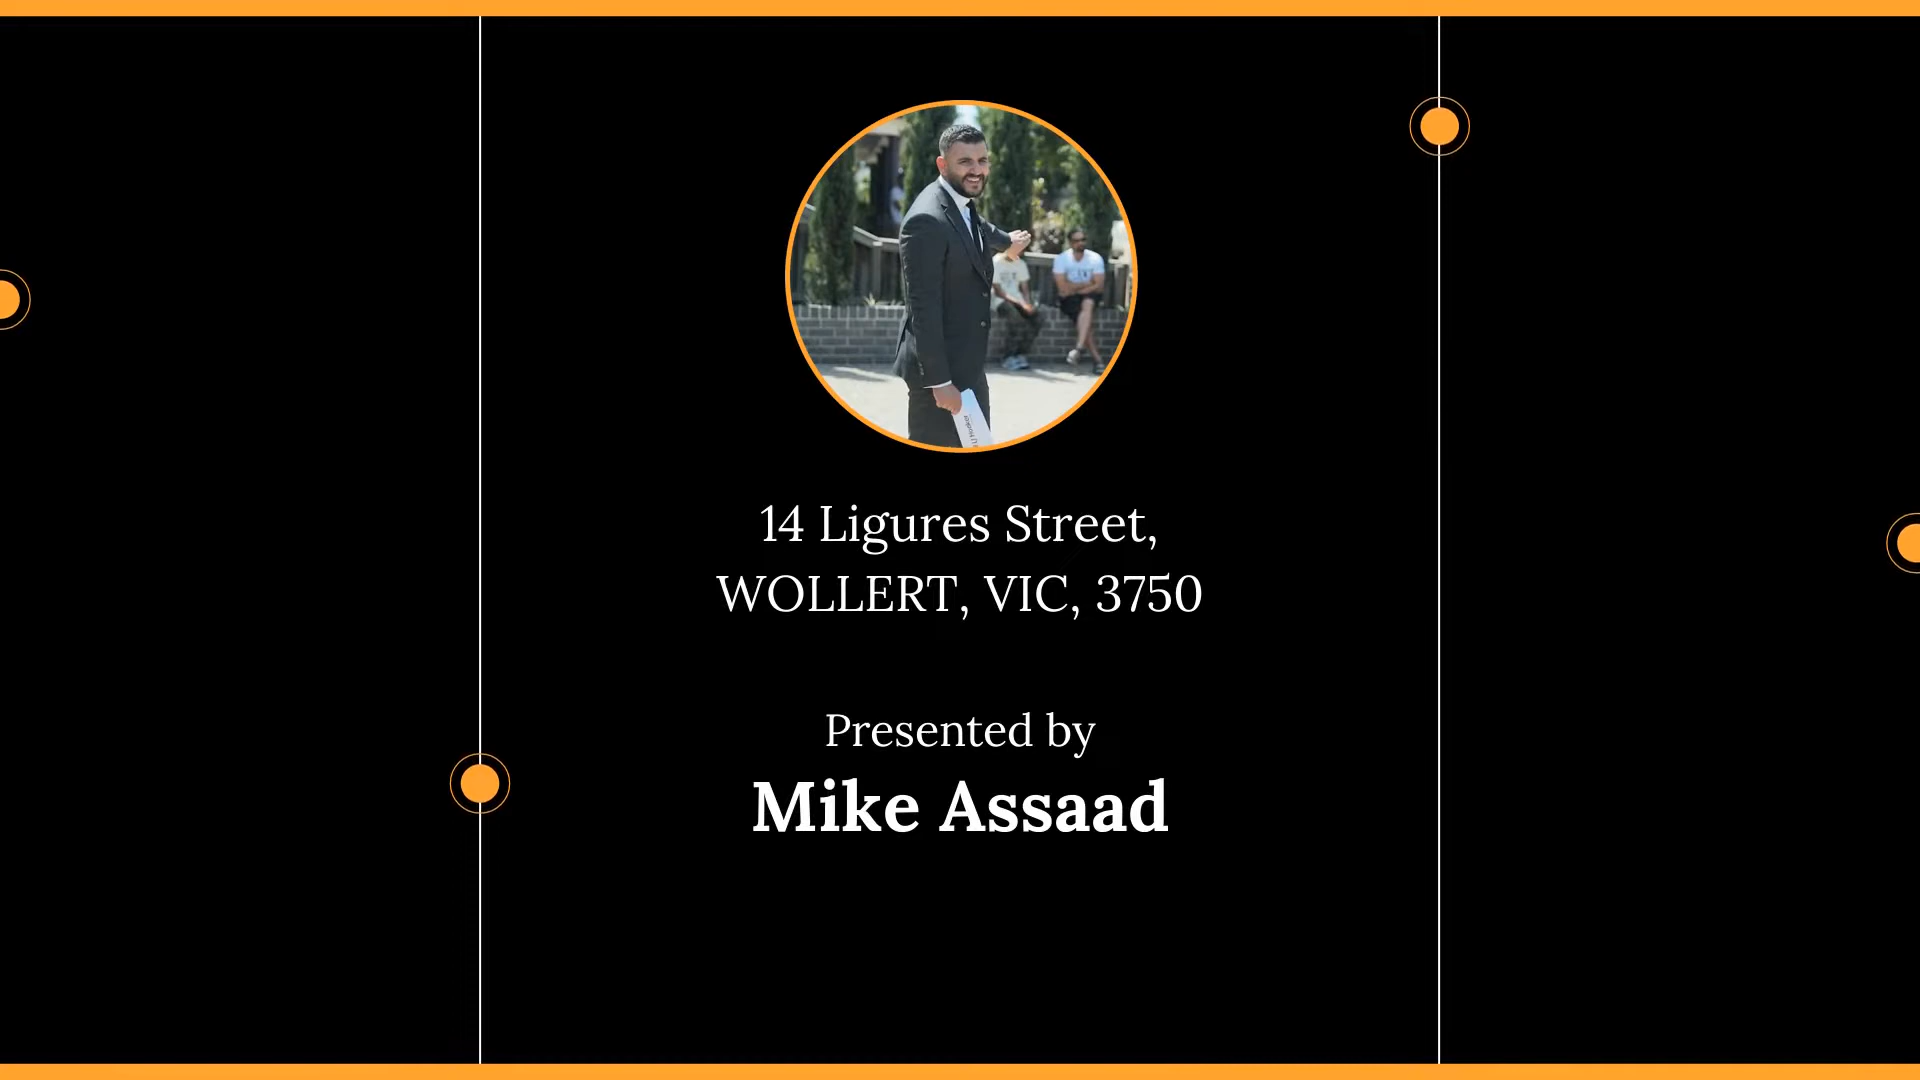 14 Ligures Street,
WOLLERT, VIC, 3750
Presented by
Mike Assaad